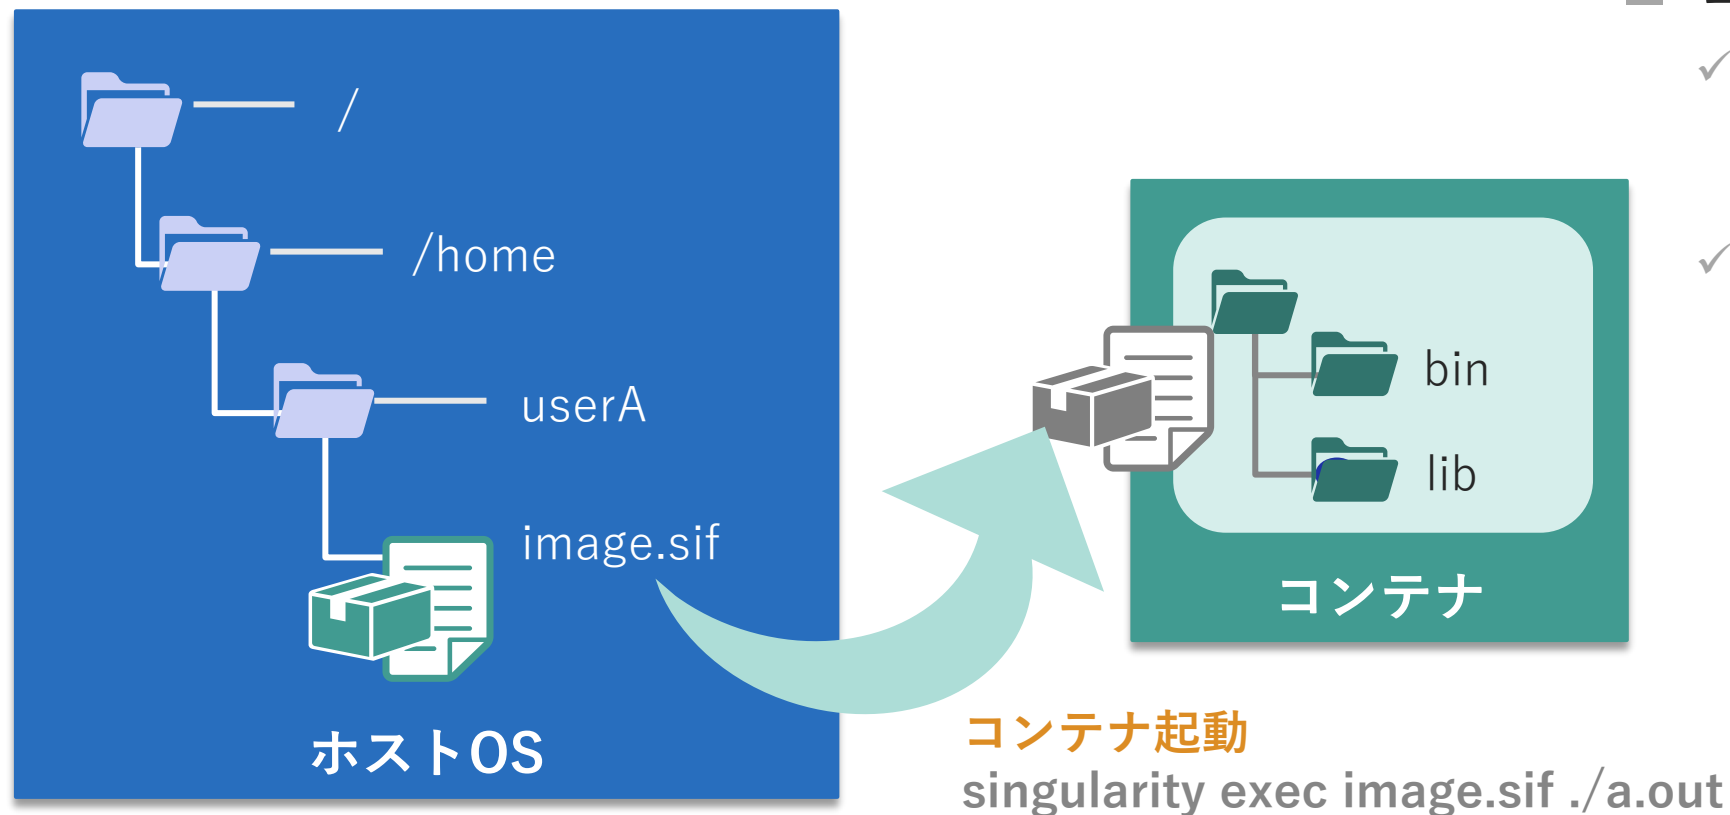 /
/home
userA
image.sif
ホストOS
bin
lib
コンテナ
コンテナ起動
singularity exec image.sif ./a.out